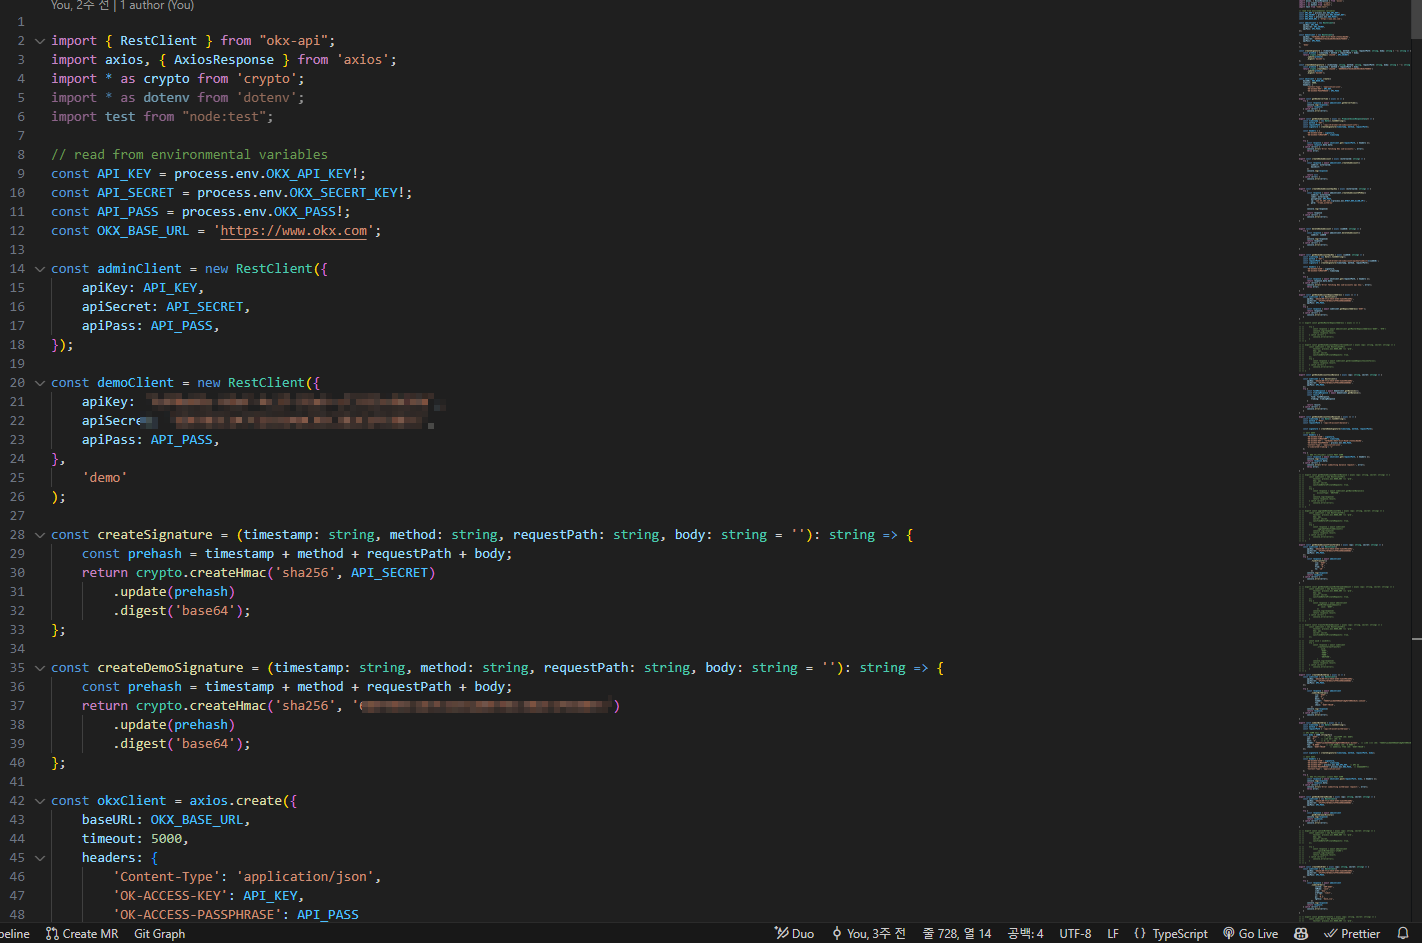 You, 2주 전 | 1 author (You)
1
2 import { RestClient } from "okx-api";
3 import axios, { AxiosResponse } from 'axios';
4 import * as crypto from 'crypto';
5 import * as dotenv from 'dotenv';
6 import test from "node:test";
7
8 // read from environmental variables
9 const API_KEY = process.env.OKX_API_KEY!;
10 const API_SECRET = process.env.OKX_SECERT_KEY!;
11 const API_PASS = process.env.OKX_PASS!;
12 const OKX_BASE_URL = 'https://www.okx.com';
13
14 const adminClient = new RestClient({
15 apiKey: API_KEY,
16 apiSecret: API_SECRET,
17 apiPass: API_PASS,
18 });
19
20 const demoClient = new RestClient({
21 apiKey:
22 apiSecre
23 apiPass: API_PASS,
24 },
25 'demo'
26 );
27
28 const createSignature = (timestamp: string, method: string, requestPath: string, body: string = ''): string => {
29 const prehash = timestamp + method + requestPath + body;
30 return crypto.createHmac('sha256', API_SECRET)
31 .update(prehash)
32 .digest('base64');
33 };
34
35 const createDemoSignature = (timestamp: string, method: string, requestPath: string, body: string = ''): string => {
36 const prehash = timestamp + method + requestPath + body;
37 return crypto.createHmac('sha256', ' ')
38 .update(prehash)
39 .digest('base64');
40 };
41
42 const okxClient = axios.create({
43 baseURL: OKX_BASE_URL,
44 timeout: 5000,
45 headers: {
46 'Content-Type': 'application/json',
47 'OK-ACCESS-KEY': API_KEY,
48 'OK-ACCESS-PASSPHRASE': API_PASS
peline Create MR Git Graph Duo You, 3주 전 줄 728, 열 14 공백: 4 UTF-8 LF {} TypeScript Go Live Prettier